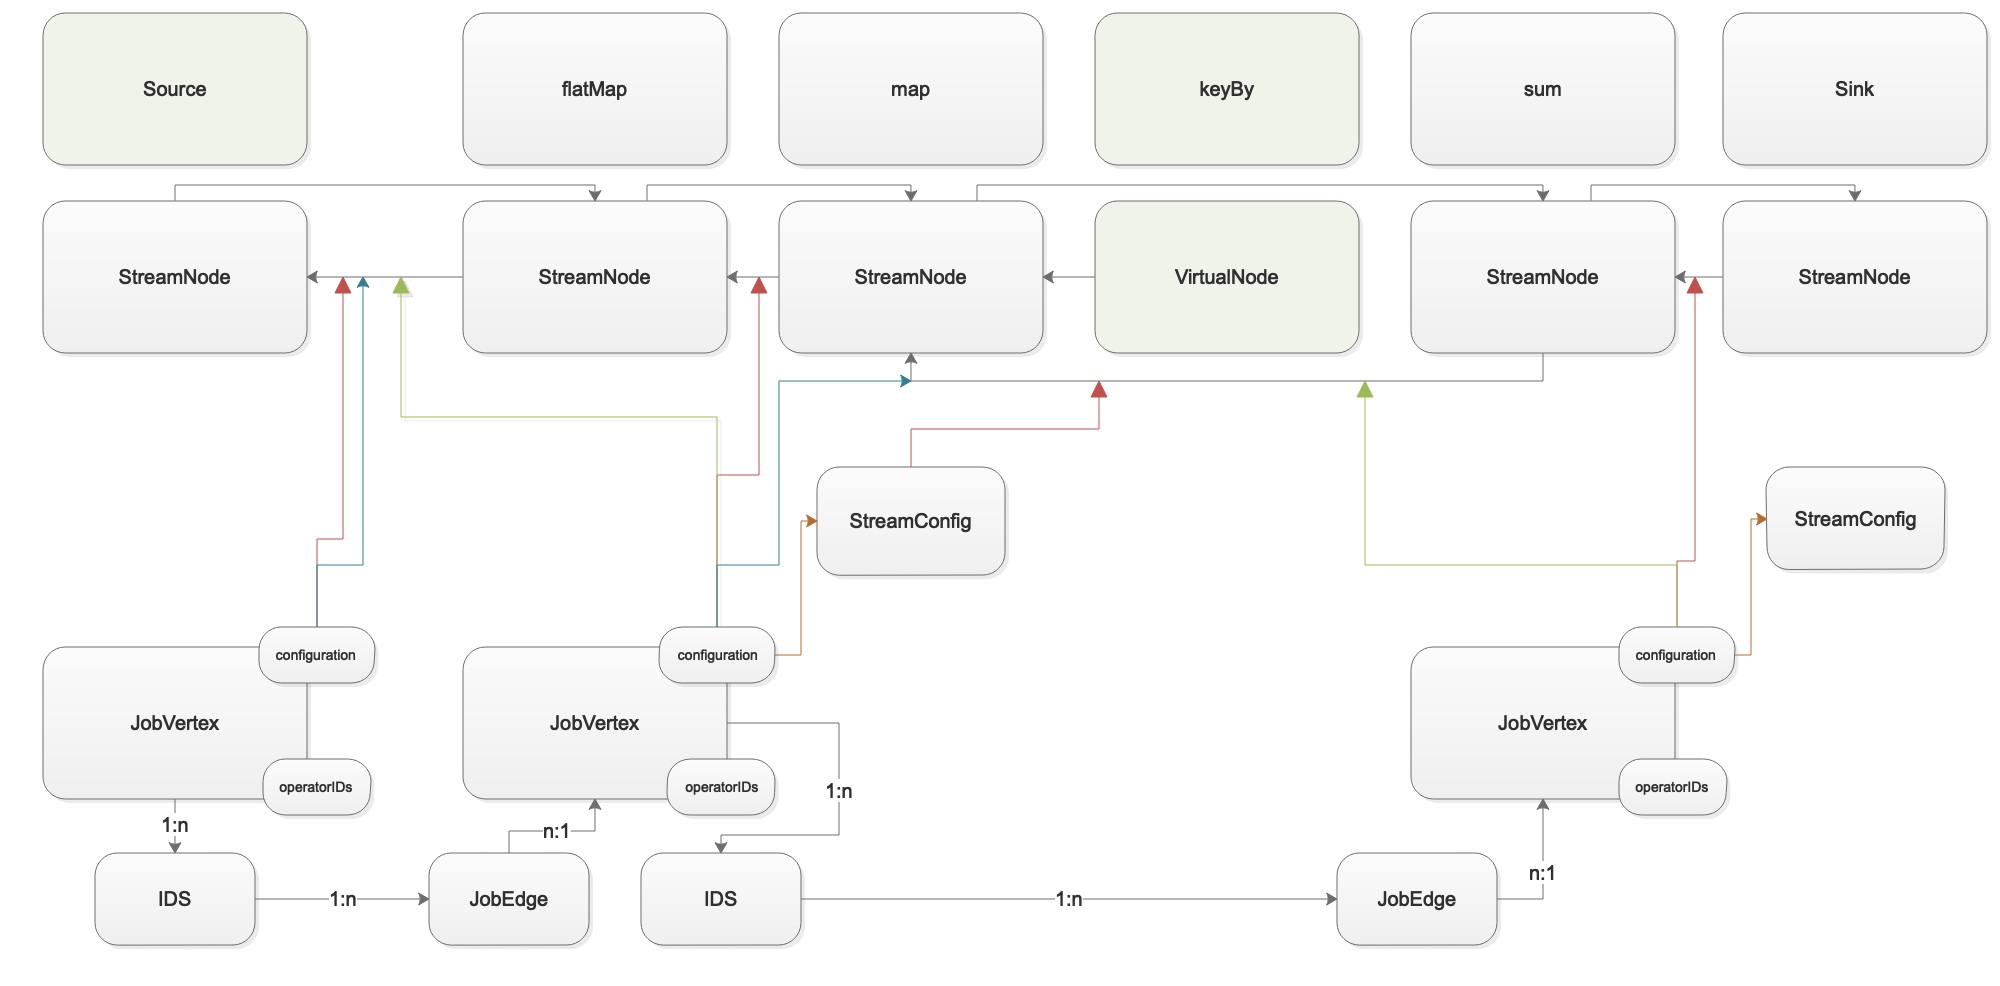 Source
flatMap
map
keyBy
sum
Sink
StreamNode
StreamNode
StreamNode
VirtualNode
StreamNode
StreamNode
StreamConfig
StreamConfig
configuration
configuration
configuration
JobVertex
JobVertex
JobVertex
operatorIDs
operatorIDs
operatorIDs
1:n
1:n
n:1
n:1
IDS
1:n
JobEdge
IDS
1:n
JobEdge